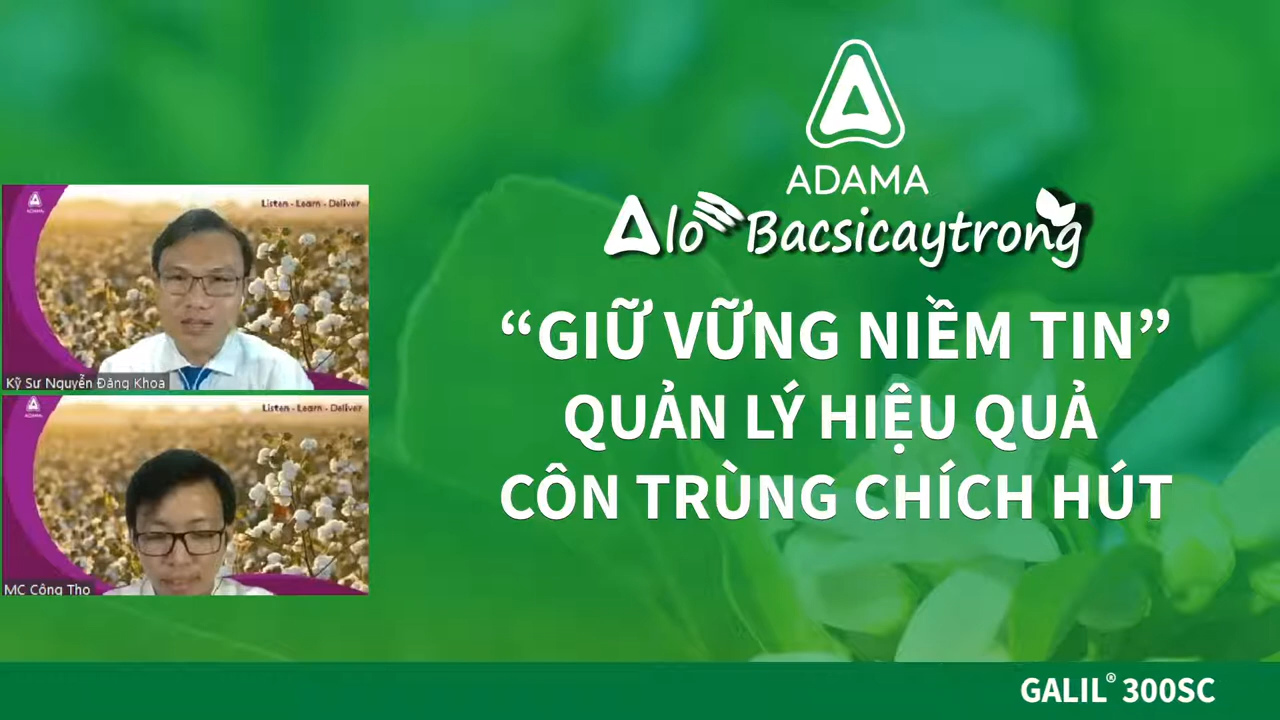 ADAMA
Alo Bacsicaytrong
“GIỮ VỮNG NIỀM TIN”
QUẢN LÝ HIỆU QUẢ
CÔN TRÙNG CHÍCH HÚT
ADAMA
Listen - Learn - Deliver
Kỹ Sư Nguyễn Đăng Khoa
ADAMA
Listen - Learn - Deliver
MC Công Thọ
GALIL® 300SC